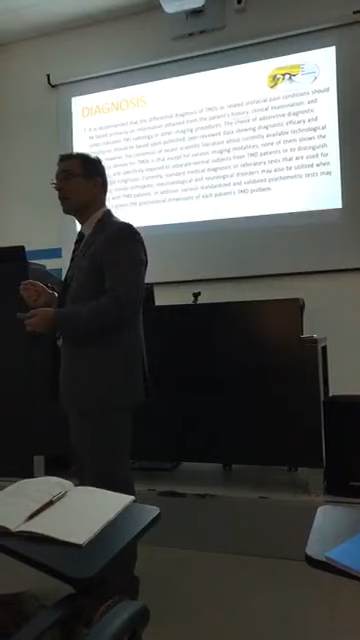 DIAGNOSIS
It is recommended that the differential diagnosis of TMDs or related orofacial pain conditions should
be based primarily on information obtained from the patient's history, clinical examination, and
when indicated, TMJ radiology or other imaging procedures. The choice of adjunctive diagnostic
procedures should be based upon published, peer-reviewed data showing diagnostic efficacy and
safety. However, the consensus of recent scientific literature about currently available technological
diagnostic devices for TMDs is that except for various imaging modalities, none of them shows the
sensitivity and specificity required to separate normal subjects from TMD patients or to distinguish
among TMD subgroups. Currently, standard medical diagnostic or laboratory tests that are used for
evaluating similar orthopedic, rheumatological and neurological disorders may also be utilized when
indicated with TMD patients. In addition, various standardized and validated psychometric tests may
be used to assess the psychosocial dimensions of each patient's TMD problem.